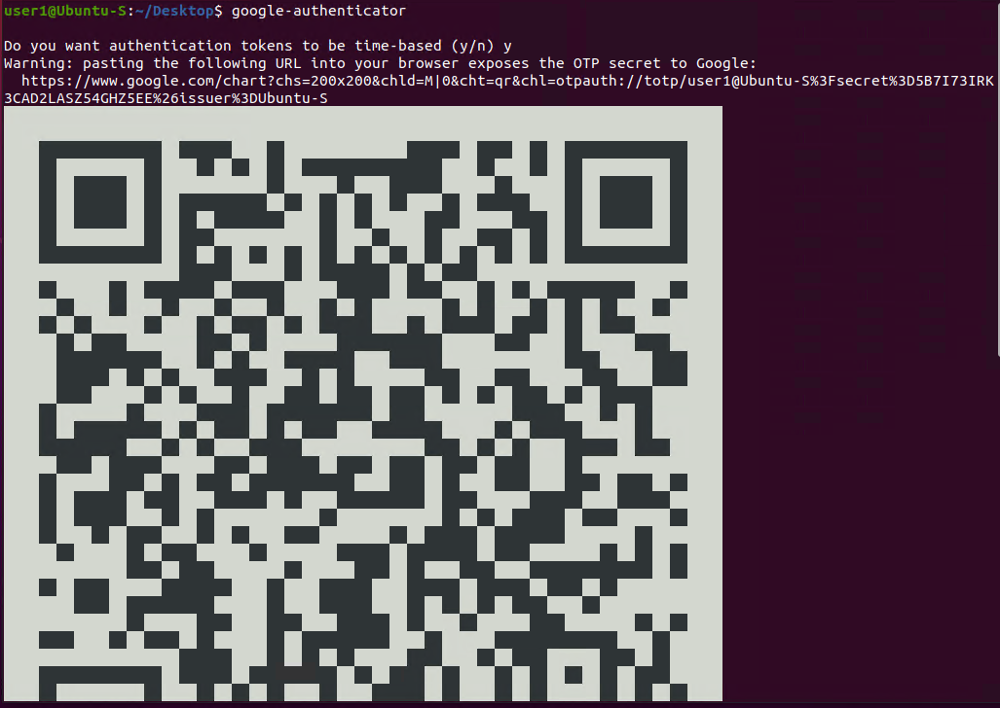 user1@Ubuntu-S:~/Desktop$ google-authenticator
Do you want authentication tokens to be time-based (y/n) y
Warning: pasting the following URL into your browser exposes the OTP secret to Google:
https://www.google.com/chart?chs=200x200&chld=M|0&cht=qr&chl=otpauth://totp/user1@Ubuntu-S%3Fsecret%3D5B7I73IRK
3CAD2LASZ54GHZ5EE%26issuer%3DUbuntu-S